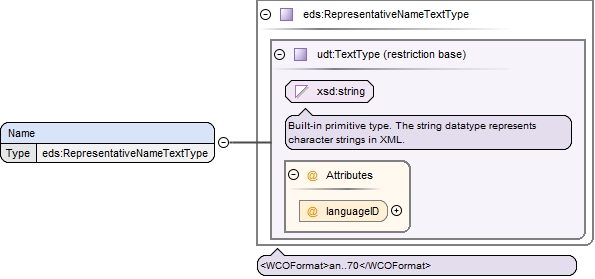 eds:RepresentativeNameTextType
udt:TextType (restriction base)
xsd:string
Built-in primitive type. The string datatype represents
character strings in XML.
Name
Type eds:RepresentativeNameTextType
@ Attributes
@ languageID
<WCOFormat>an..70</WCOFormat>